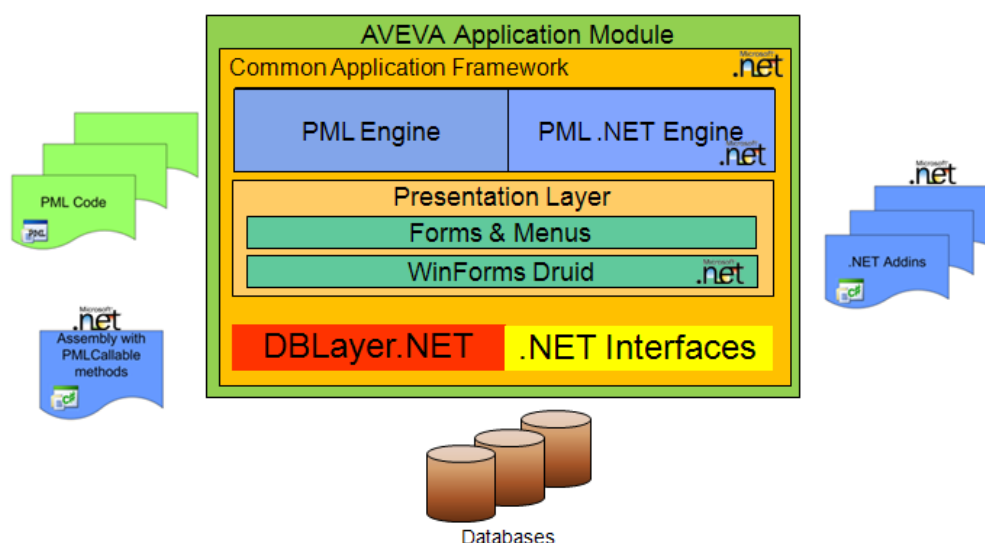 AVEVA Application Module
Common Application Framework
Microsoft
.net
PML Engine
PML .NET Engine
Microsoft
.net
Presentation Layer
Forms & Menus
WinForms Druid
Microsoft
.net
DBLayer.NET
.NET Interfaces
PML Code
PML
Microsoft
.net
Assembly with
PMLCallable
methods
C#
Microsoft
.net
.NET Addins
C#
Databases